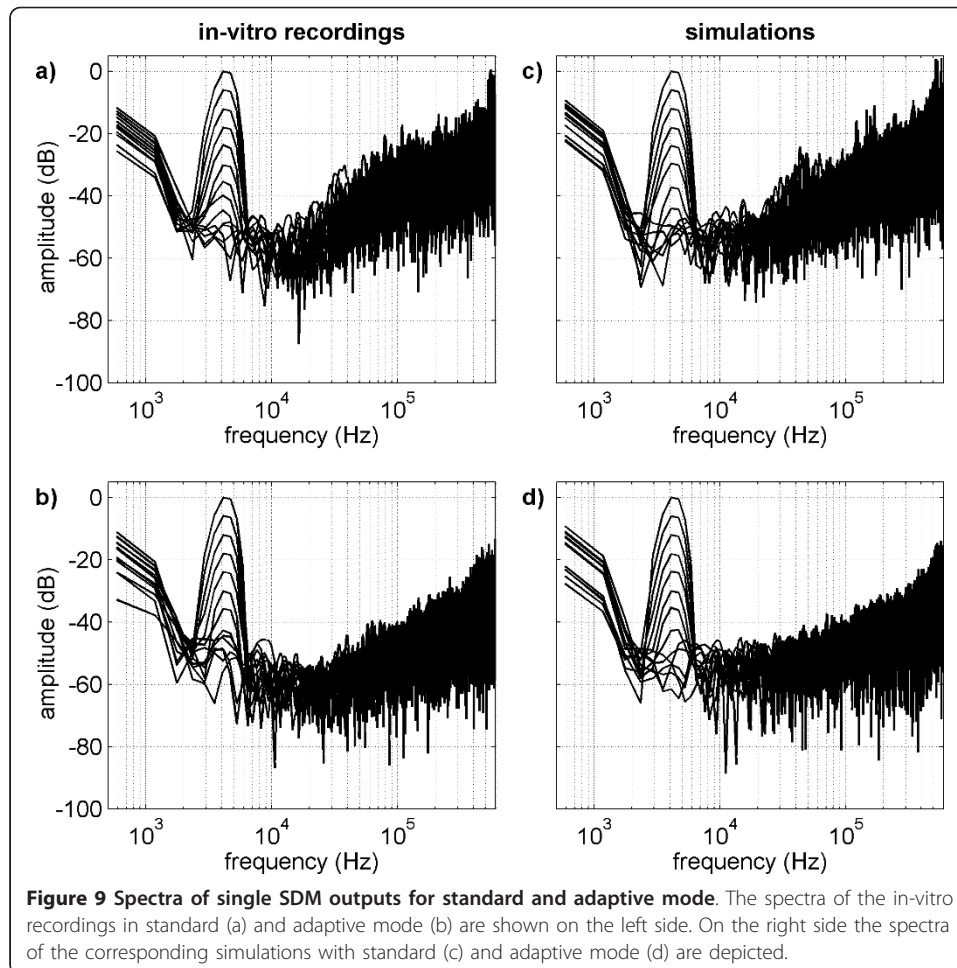 in-vitro recordings
simulations
a)
0
-20
-40
-60
-80
-100
amplitude (dB)
10³
10⁴
10⁵
frequency (Hz)
c)
10³
10⁴
10⁵
frequency (Hz)
b)
0
-20
-40
-60
-80
-100
amplitude (dB)
10³
10⁴
10⁵
frequency (Hz)
d)
10³
10⁴
10⁵
frequency (Hz)
Figure 9 Spectra of single SDM outputs for standard and adaptive mode. The spectra of the in-vitro
recordings in standard (a) and adaptive mode (b) are shown on the left side. On the right side the spectra
of the corresponding simulations with standard (c) and adaptive mode (d) are depicted.